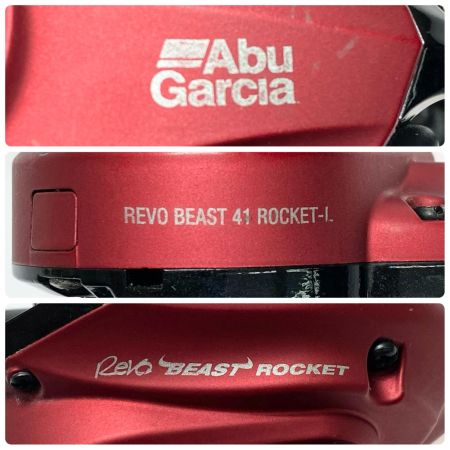 Abu
Garcia
REVO BEAST 41 ROCKET-L
Revo BEAST ROCKET